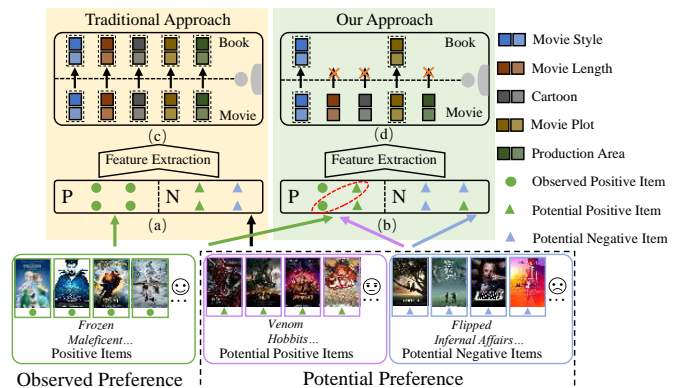 Traditional Approach
Our Approach
Book
Movie
(c)
Feature Extraction
P
N
(a)
Book
Movie
(d)
Feature Extraction
P
N
(b)
Movie Style
Movie Length
Cartoon
Movie Plot
Production Area
Observed Positive Item
Potential Positive Item
Potential Negative Item
...
Frozen
Maleficent...
Positive Items
...
Venom
Hobbits...
Potential Positive Items
...
Flipped
Infernal Affairs...
Potential Negative Items
Observed Preference
Potential Preference